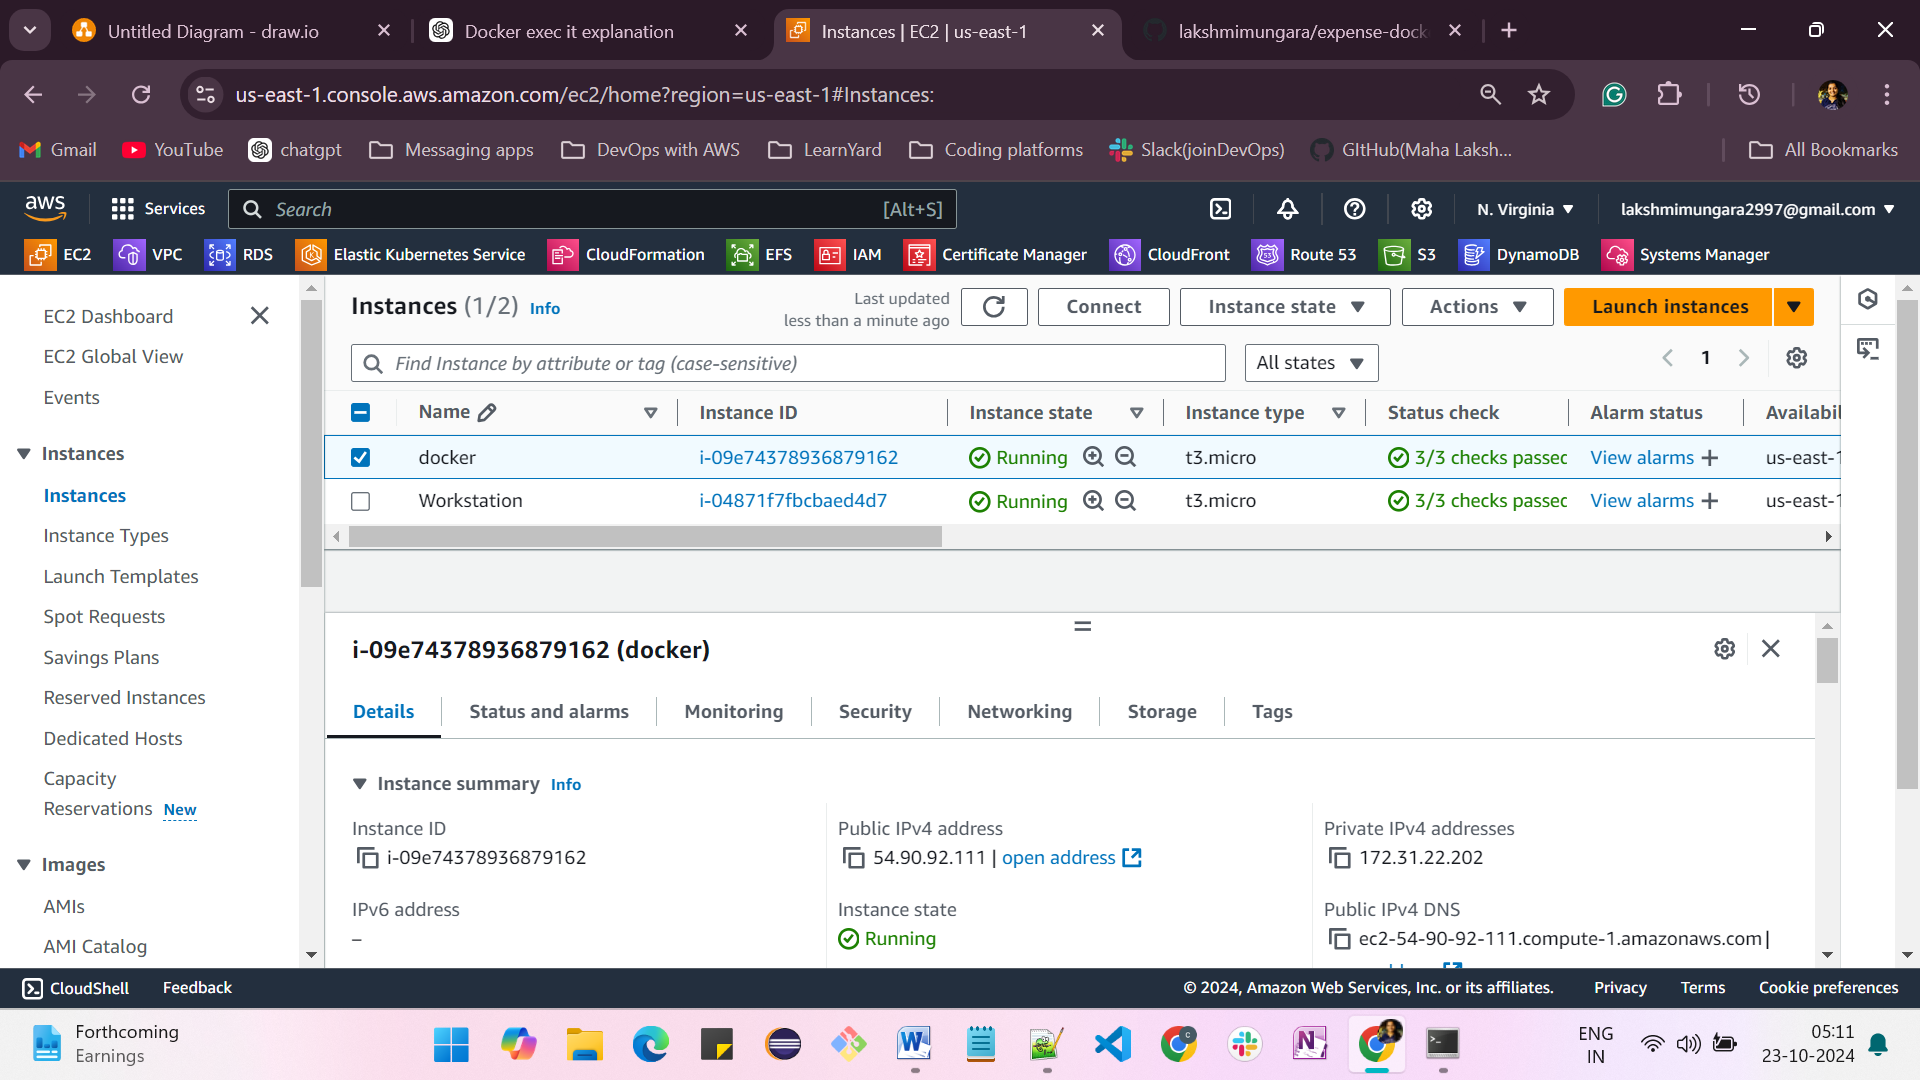 Untitled Diagram - draw.io
Docker exec it explanation
Instances | EC2 | us-east-1
lakshmimungara/expense-dock
us-east-1.console.aws.amazon.com/ec2/home?region=us-east-1#Instances:
Gmail
YouTube
chatgpt
Messaging apps
DevOps with AWS
LearnYard
Coding platforms
Slack(joinDevOps)
GItHub(Maha Laksh...
All Bookmarks
aws
Services
Search
[Alt+S]
N. Virginia
lakshmimungara2997@gmail.com
EC2
VPC
RDS
Elastic Kubernetes Service
CloudFormation
EFS
IAM
Certificate Manager
CloudFront
Route 53
S3
DynamoDB
Systems Manager
EC2 Dashboard
EC2 Global View
Events
Instances
Instances
Instance Types
Launch Templates
Spot Requests
Savings Plans
Reserved Instances
Dedicated Hosts
Capacity
Reservations New
Images
AMIs
AMI Catalog
Instances (1/2) Info
Last updated
less than a minute ago
Connect
Instance state
Actions
Launch instances
Find Instance by attribute or tag (case-sensitive)
All states
1
Name Instance ID Instance state Instance type Status check Alarm status Availabil
docker i-09e74378936879162 Running t3.micro 3/3 checks passed View alarms us-east-1
Workstation i-04871f7fbcbaed4d7 Running t3.micro 3/3 checks passed View alarms us-east-1
i-09e74378936879162 (docker)
Details
Status and alarms
Monitoring
Security
Networking
Storage
Tags
Instance summary Info
Instance ID
i-09e74378936879162
Public IPv4 address
54.90.92.111 | open address
Private IPv4 addresses
172.31.22.202
IPv6 address
–
Instance state
Running
Public IPv4 DNS
ec2-54-90-92-111.compute-1.amazonaws.com |
CloudShell
Feedback
© 2024, Amazon Web Services, Inc. or its affiliates.
Privacy
Terms
Cookie preferences
Forthcoming
Earnings
ENG
IN
05:11
23-10-2024